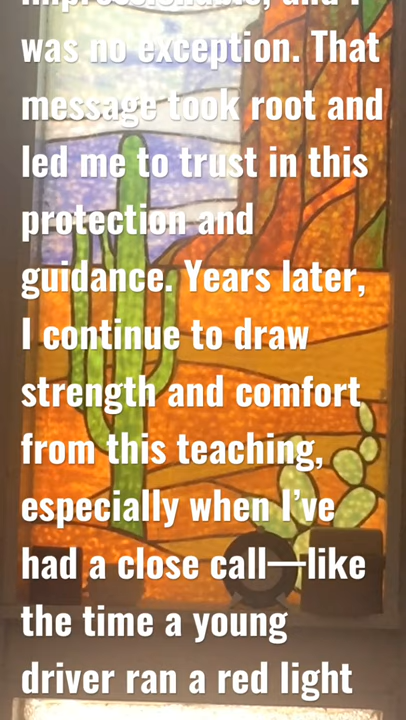 impressionable, and I
was no exception. That
message took root and
led me to trust in this
protection and
guidance. Years later,
I continue to draw
strength and comfort
from this teaching,
especially when I’ve
had a close call—like
the time a young
driver ran a red light